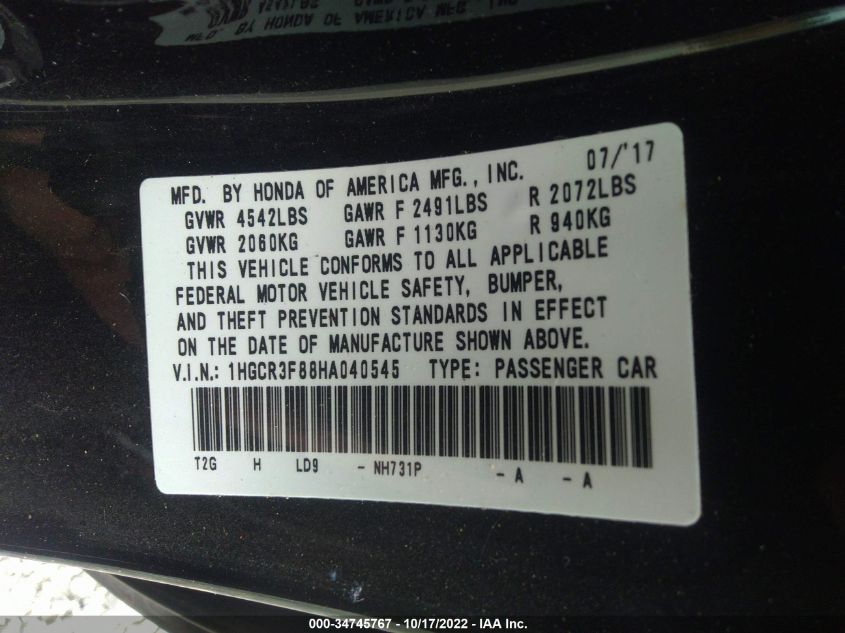 MFD. BY HONDA OF AMERICA MFG., INC. 07/'17
GVWR 4542LBS GAWR F 2491LBS R 2072LBS
GVWR 2060KG GAWR F 1130KG R 940KG
THIS VEHICLE CONFORMS TO ALL APPLICABLE
FEDERAL MOTOR VEHICLE SAFETY, BUMPER,
AND THEFT PREVENTION STANDARDS IN EFFECT
ON THE DATE OF MANUFACTURE SHOWN ABOVE.
V.I.N.: 1HGCR3F88HA040545 TYPE: PASSENGER CAR
T2G H LD9 - NH731P - A - A
000-34745767 - 10/17/2022 - IAA Inc.